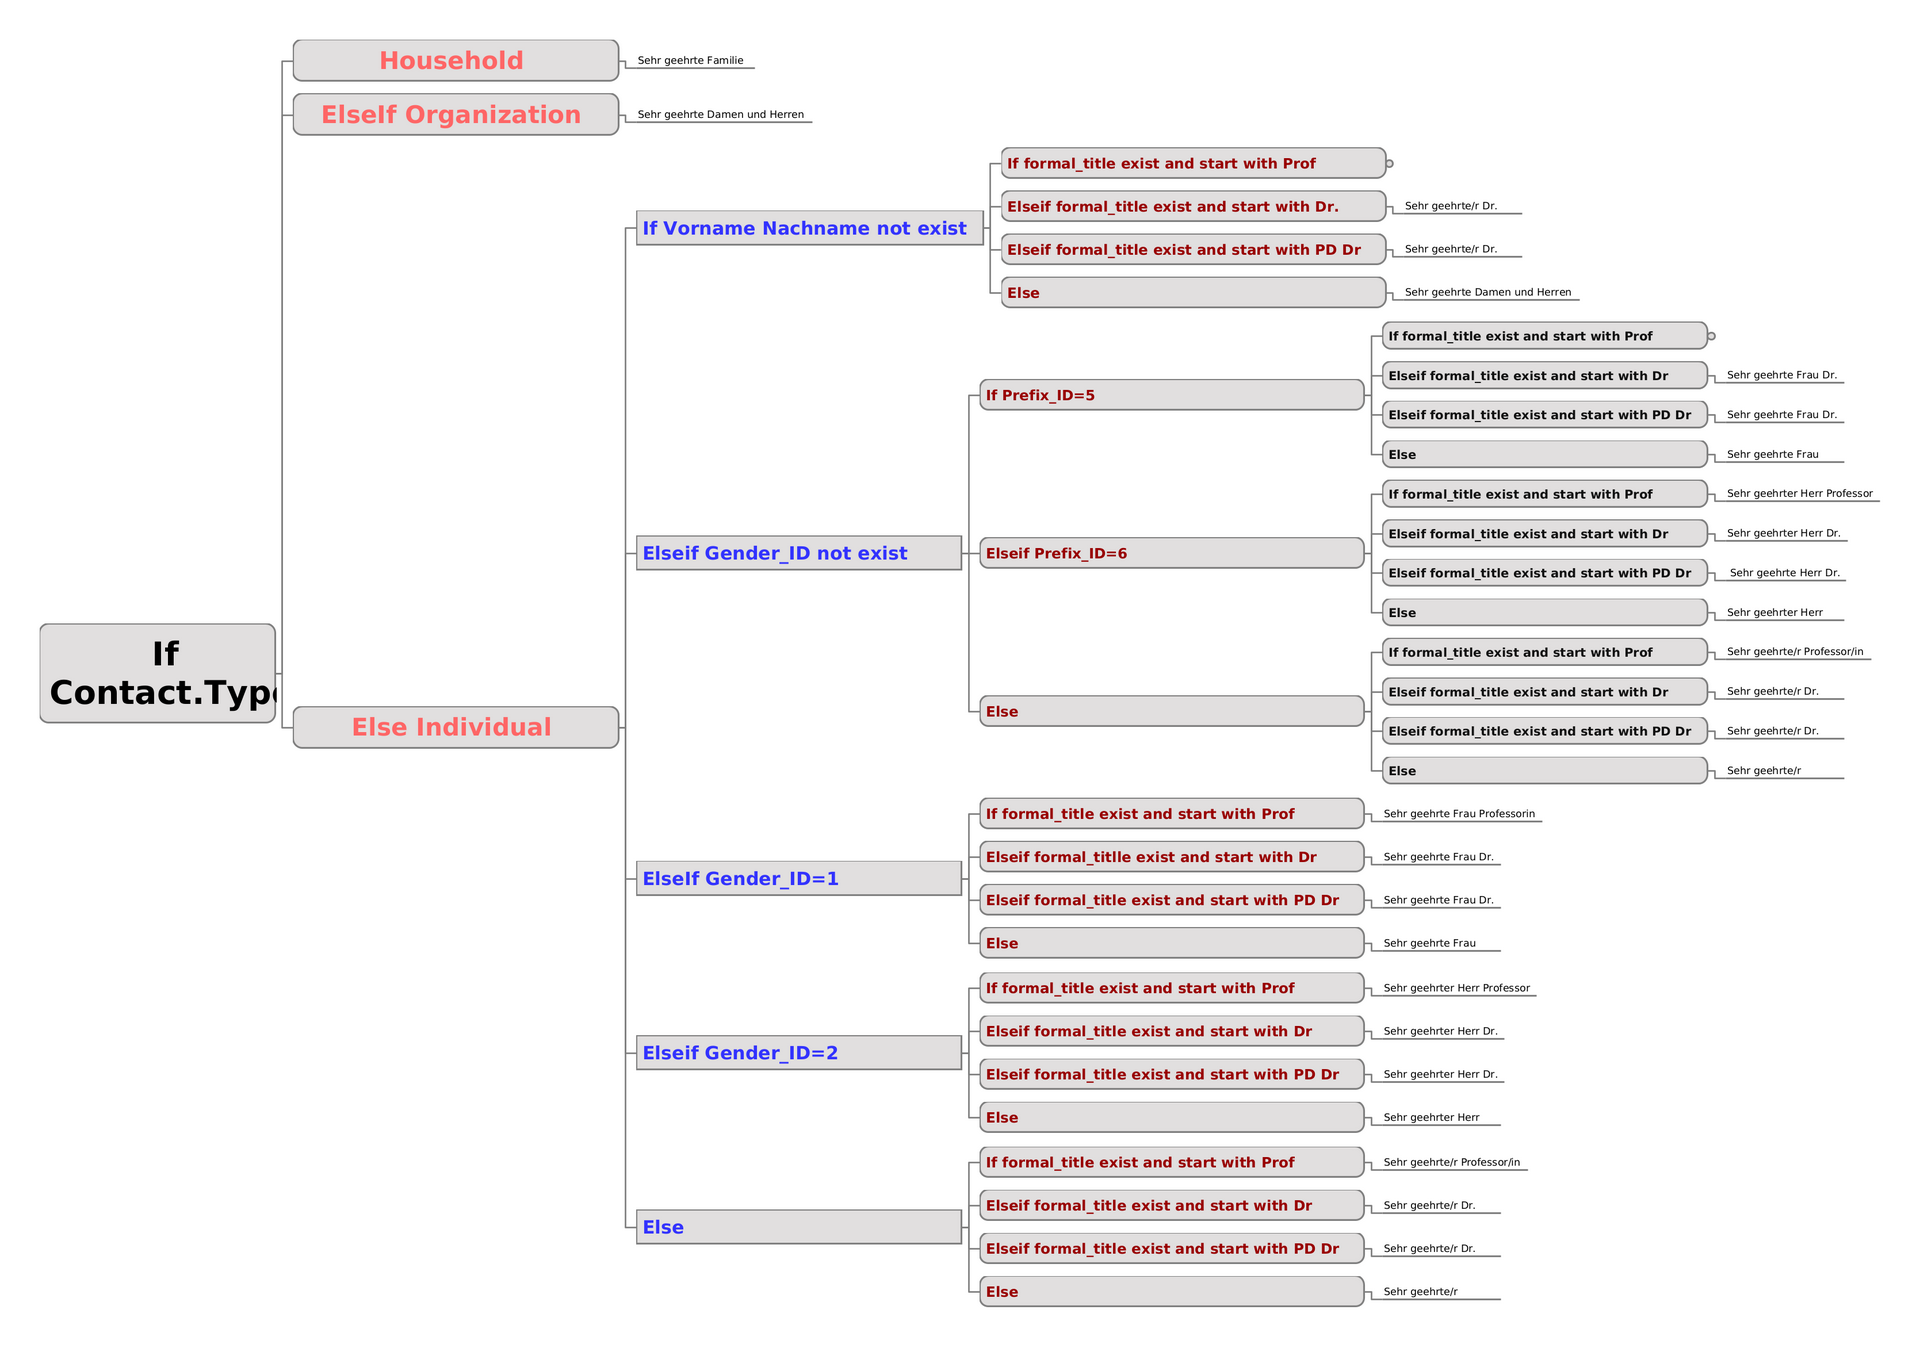 Household
Sehr geehrte Familie
ElseIf Organization
Sehr geehrte Damen und Herren
If formal_title exist and start with Prof
Elseif formal_title exist and start with Dr.
Sehr geehrte/r Dr.
If Vorname Nachname not exist
Elseif formal_title exist and start with PD Dr
Sehr geehrte/r Dr.
Else
Sehr geehrte Damen und Herren
If formal_title exist and start with Prof
Elseif formal_title exist and start with Dr
Sehr geehrte Frau Dr.
If Prefix_ID=5
Elseif formal_title exist and start with PD Dr
Sehr geehrte Frau Dr.
Else
Sehr geehrte Frau
If formal_title exist and start with Prof
Sehr geehrter Herr Professor
Elseif formal_title exist and start with Dr
Sehr geehrter Herr Dr.
Elseif Gender_ID not exist
Elseif Prefix_ID=6
Elseif formal_title exist and start with PD Dr
Sehr geehrte Herr Dr.
Else
Sehr geehrter Herr
If formal_title exist and start with Prof
Sehr geehrte/r Professor/in
Elseif formal_title exist and start with Dr
Sehr geehrte/r Dr.
If
Contact.Type
Else Individual
Else
Elseif formal_title exist and start with PD Dr
Sehr geehrte/r Dr.
Else
Sehr geehrte/r
If formal_title exist and start with Prof
Sehr geehrte Frau Professorin
Elseif formal_titlle exist and start with Dr
Sehr geehrte Frau Dr.
ElseIf Gender_ID=1
Elseif formal_title exist and start with PD Dr
Sehr geehrte Frau Dr.
Else
Sehr geehrte Frau
If formal_title exist and start with Prof
Sehr geehrter Herr Professor
Elseif formal_title exist and start with Dr
Sehr geehrter Herr Dr.
Elseif Gender_ID=2
Elseif formal_title exist and start with PD Dr
Sehr geehrter Herr Dr.
Else
Sehr geehrter Herr
If formal_title exist and start with Prof
Sehr geehrte/r Professor/in
Elseif formal_title exist and start with Dr
Sehr geehrte/r Dr.
Else
Elseif formal_title exist and start with PD Dr
Sehr geehrte/r Dr.
Else
Sehr geehrte/r